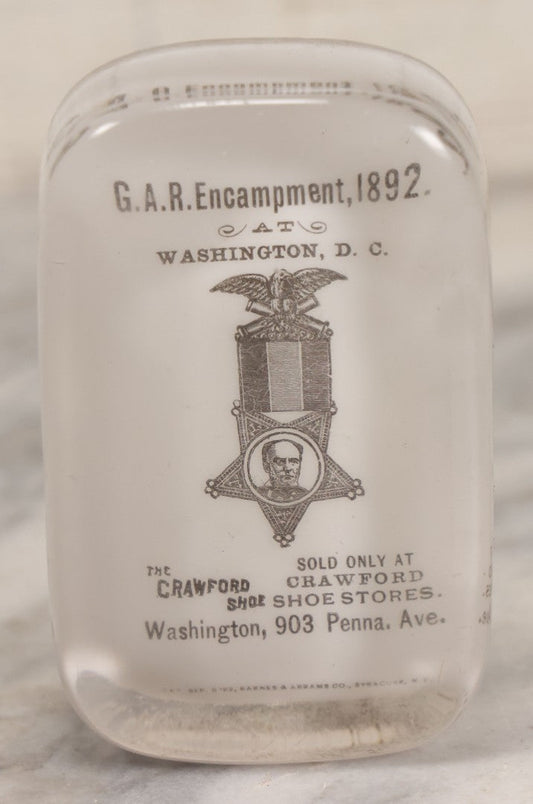 G.A.R. Encampment, 1892.
AT
WASHINGTON, D. C.
THE
CRAWFORD
SHOE
SOLD ONLY AT
CRAWFORD
SHOE STORES.
Washington, 903 Penna. Ave.
BARNES & ABRAMS CO., SYRACUSE, N.Y.